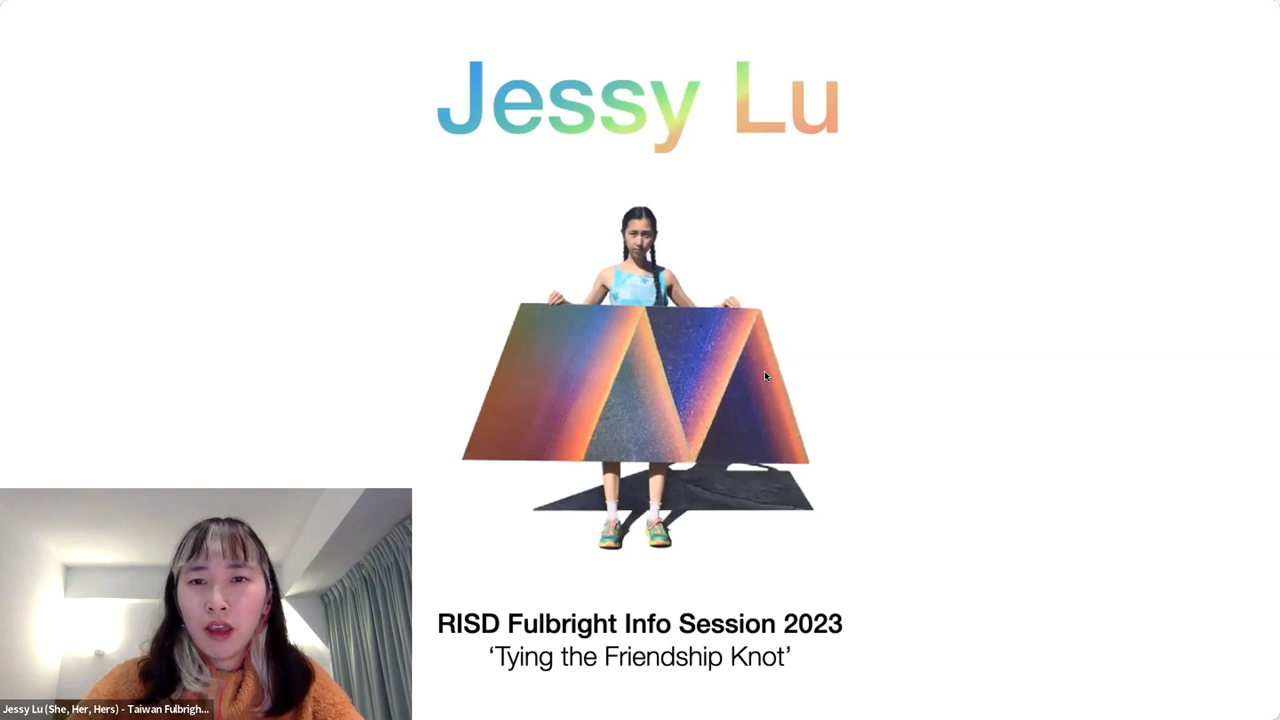 Jessy Lu
RISD Fulbright Info Session 2023
‘Tying the Friendship Knot’
Jessy Lu (She, Her, Hers) - Taiwan Fulbrigh...